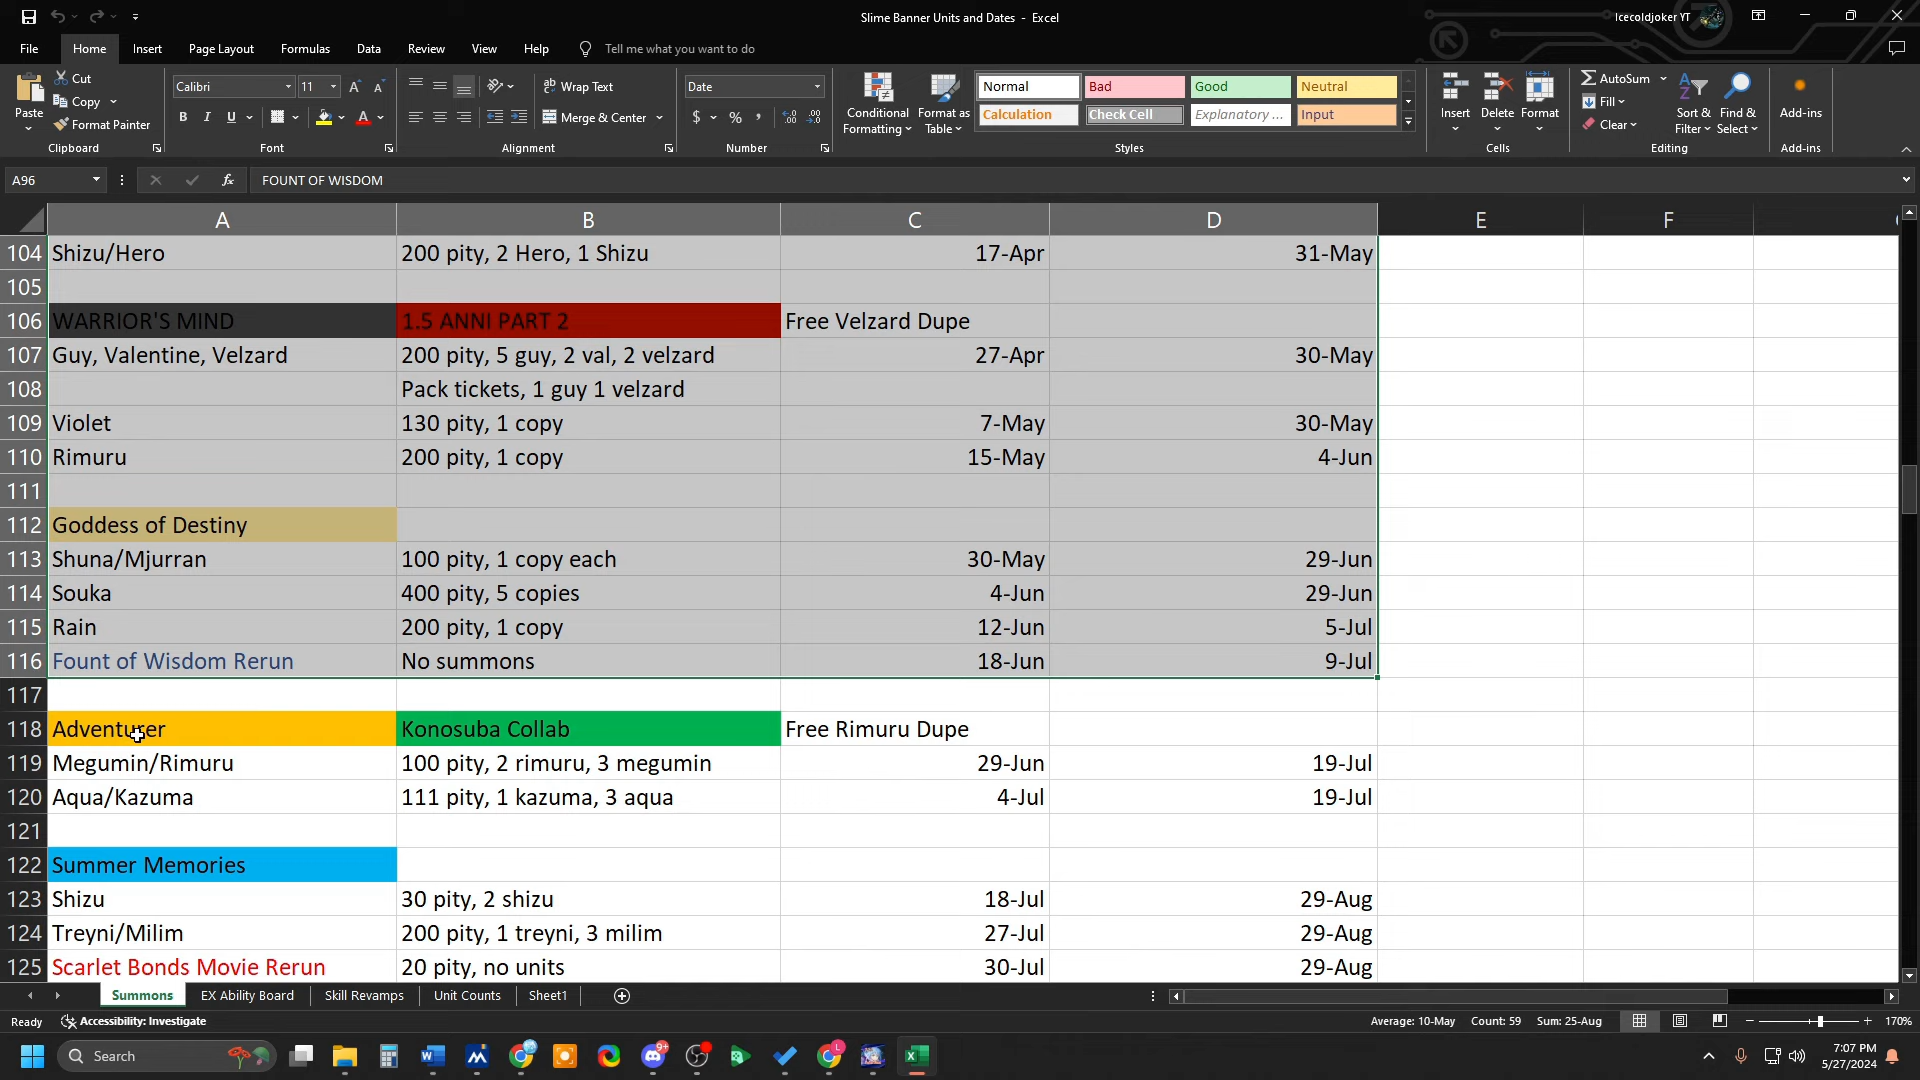 Slime Banner Units and Dates - Excel
Icecoldjoker YT
File Home Insert Page Layout Formulas Data Review View Help Tell me what you want to do
Paste Cut Copy Format Painter Clipboard
Calibri 11 B I U Font
Wrap Text Merge & Center Alignment
Date $ % , Number
Conditional Formatting Format as Table
Normal Bad Good Neutral
Calculation Check Cell Explanatory ... Input
Styles
Insert Delete Format Cells
AutoSum Fill Clear Sort & Filter Find & Select Editing
Add-ins Add-ins
A96 fx FOUNT OF WISDOM
A B C D E F
104 Shizu/Hero 200 pity, 2 Hero, 1 Shizu 17-Apr 31-May
105
106 WARRIOR'S MIND 1.5 ANNI PART 2 Free Velzard Dupe
107 Guy, Valentine, Velzard 200 pity, 5 guy, 2 val, 2 velzard 27-Apr 30-May
108 Pack tickets, 1 guy 1 velzard
109 Violet 130 pity, 1 copy 7-May 30-May
110 Rimuru 200 pity, 1 copy 15-May 4-Jun
111
112 Goddess of Destiny
113 Shuna/Mjurran 100 pity, 1 copy each 30-May 29-Jun
114 Souka 400 pity, 5 copies 4-Jun 29-Jun
115 Rain 200 pity, 1 copy 12-Jun 5-Jul
116 Fount of Wisdom Rerun No summons 18-Jun 9-Jul
117
118 Adventurer Konosuba Collab Free Rimuru Dupe
119 Megumin/Rimuru 100 pity, 2 rimuru, 3 megumin 29-Jun 19-Jul
120 Aqua/Kazuma 111 pity, 1 kazuma, 3 aqua 4-Jul 19-Jul
121
122 Summer Memories
123 Shizu 30 pity, 2 shizu 18-Jul 29-Aug
124 Treyni/Milim 200 pity, 1 treyni, 3 milim 27-Jul 29-Aug
125 Scarlet Bonds Movie Rerun 20 pity, no units 30-Jul 29-Aug
Summons EX Ability Board Skill Revamps Unit Counts Sheet1
Ready Accessibility: Investigate Average: 10-May Count: 59 Sum: 25-Aug 170%
Search 9+ 7:07 PM
5/27/2024